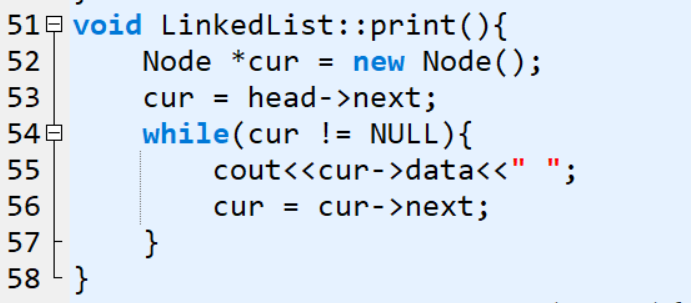 51 void LinkedList::print(){
52 Node *cur = new Node();
53 cur = head->next;
54 while(cur != NULL){
55 cout<<cur->data<<" ";
56 cur = cur->next;
57 }
58 }